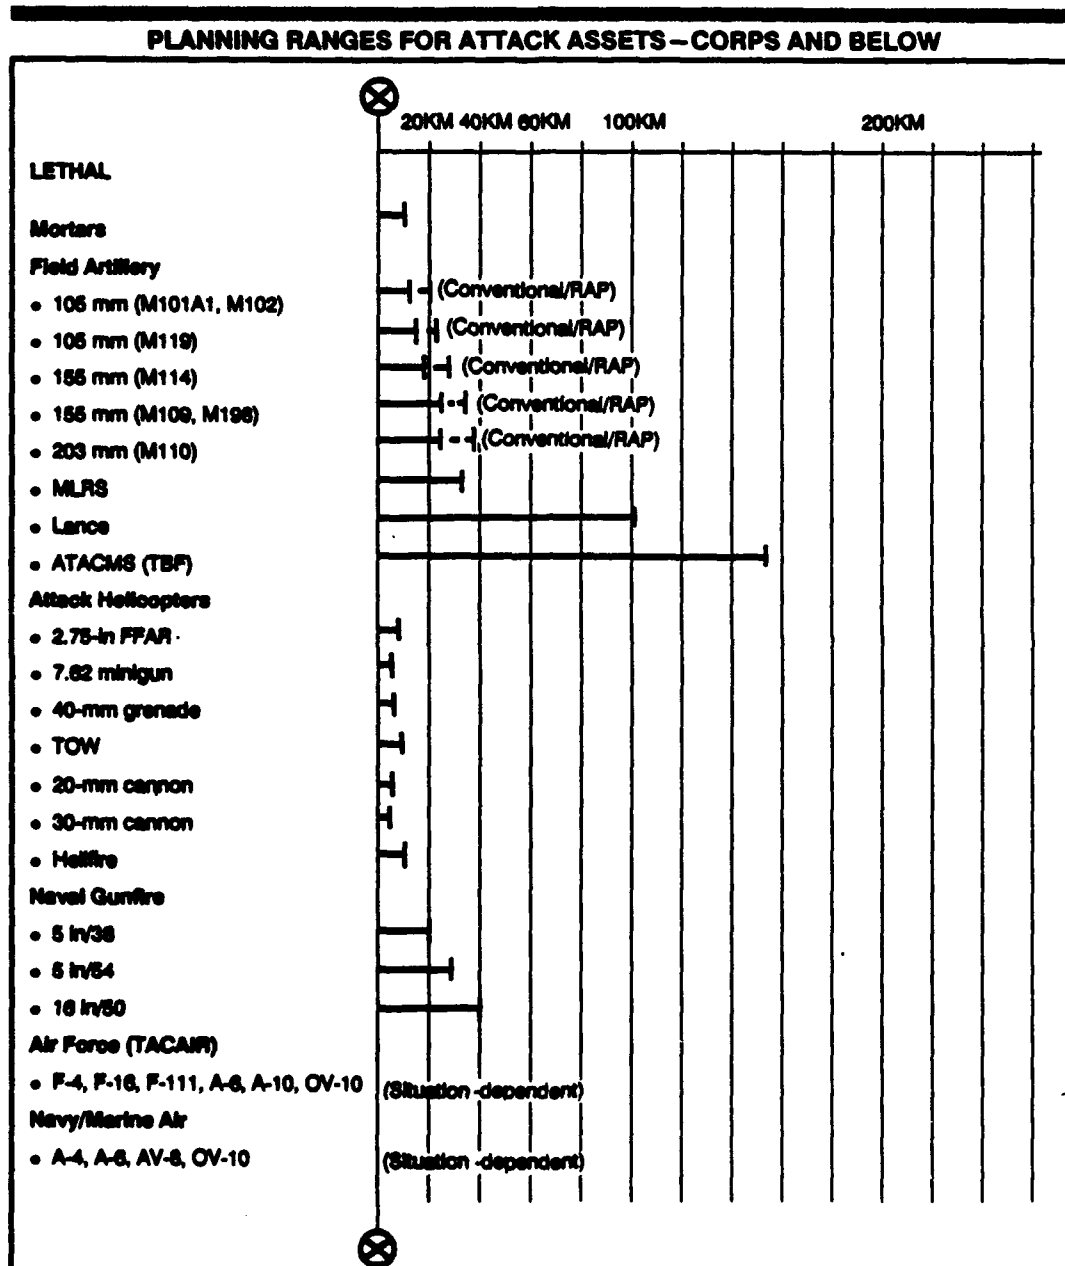 PLANNING RANGES FOR ATTACK ASSETS–CORPS AND BELOW
20KM 40KM 60KM 100KM 200KM
LETHAL
Mortars
Field Artillery
• 105 mm (M101A1, M102) (Conventional/RAP)
• 105 mm (M119) (Conventional/RAP)
• 155 mm (M114) (Conventional/RAP)
• 155 mm (M109, M198) (Conventional/RAP)
• 203 mm (M110) (Conventional/RAP)
• MLRS
• Lance
• ATACMS (TBF)
Attack Helicopters
• 2.75-in FFAR
• 7.62 minigun
• 40-mm grenade
• TOW
• 20-mm cannon
• 30-mm cannon
• Hellfire
Naval Gunfire
• 5 in/38
• 5 in/54
• 16 in/50
Air Force (TACAIR)
• F-4, F-16, F-111, A-6, A-10, OV-10 (Situation -dependent)
Navy/Marine Air
• A-4, A-6, AV-8, OV-10 (Situation -dependent)